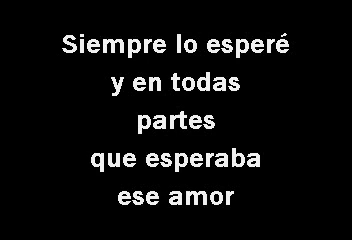 Siempre lo esperé
y en todas
partes
que esperaba
ese amor